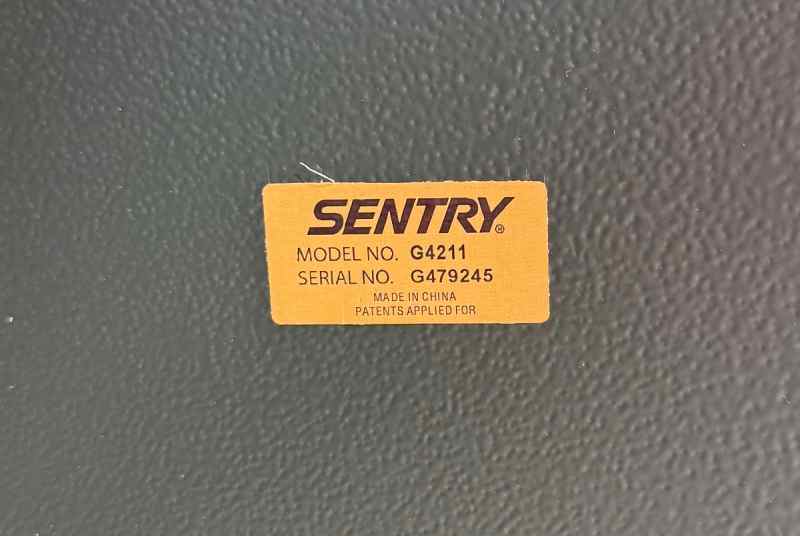 SENTRY®
MODEL NO. G4211
SERIAL NO. G479245
MADE IN CHINA
PATENTS APPLIED FOR